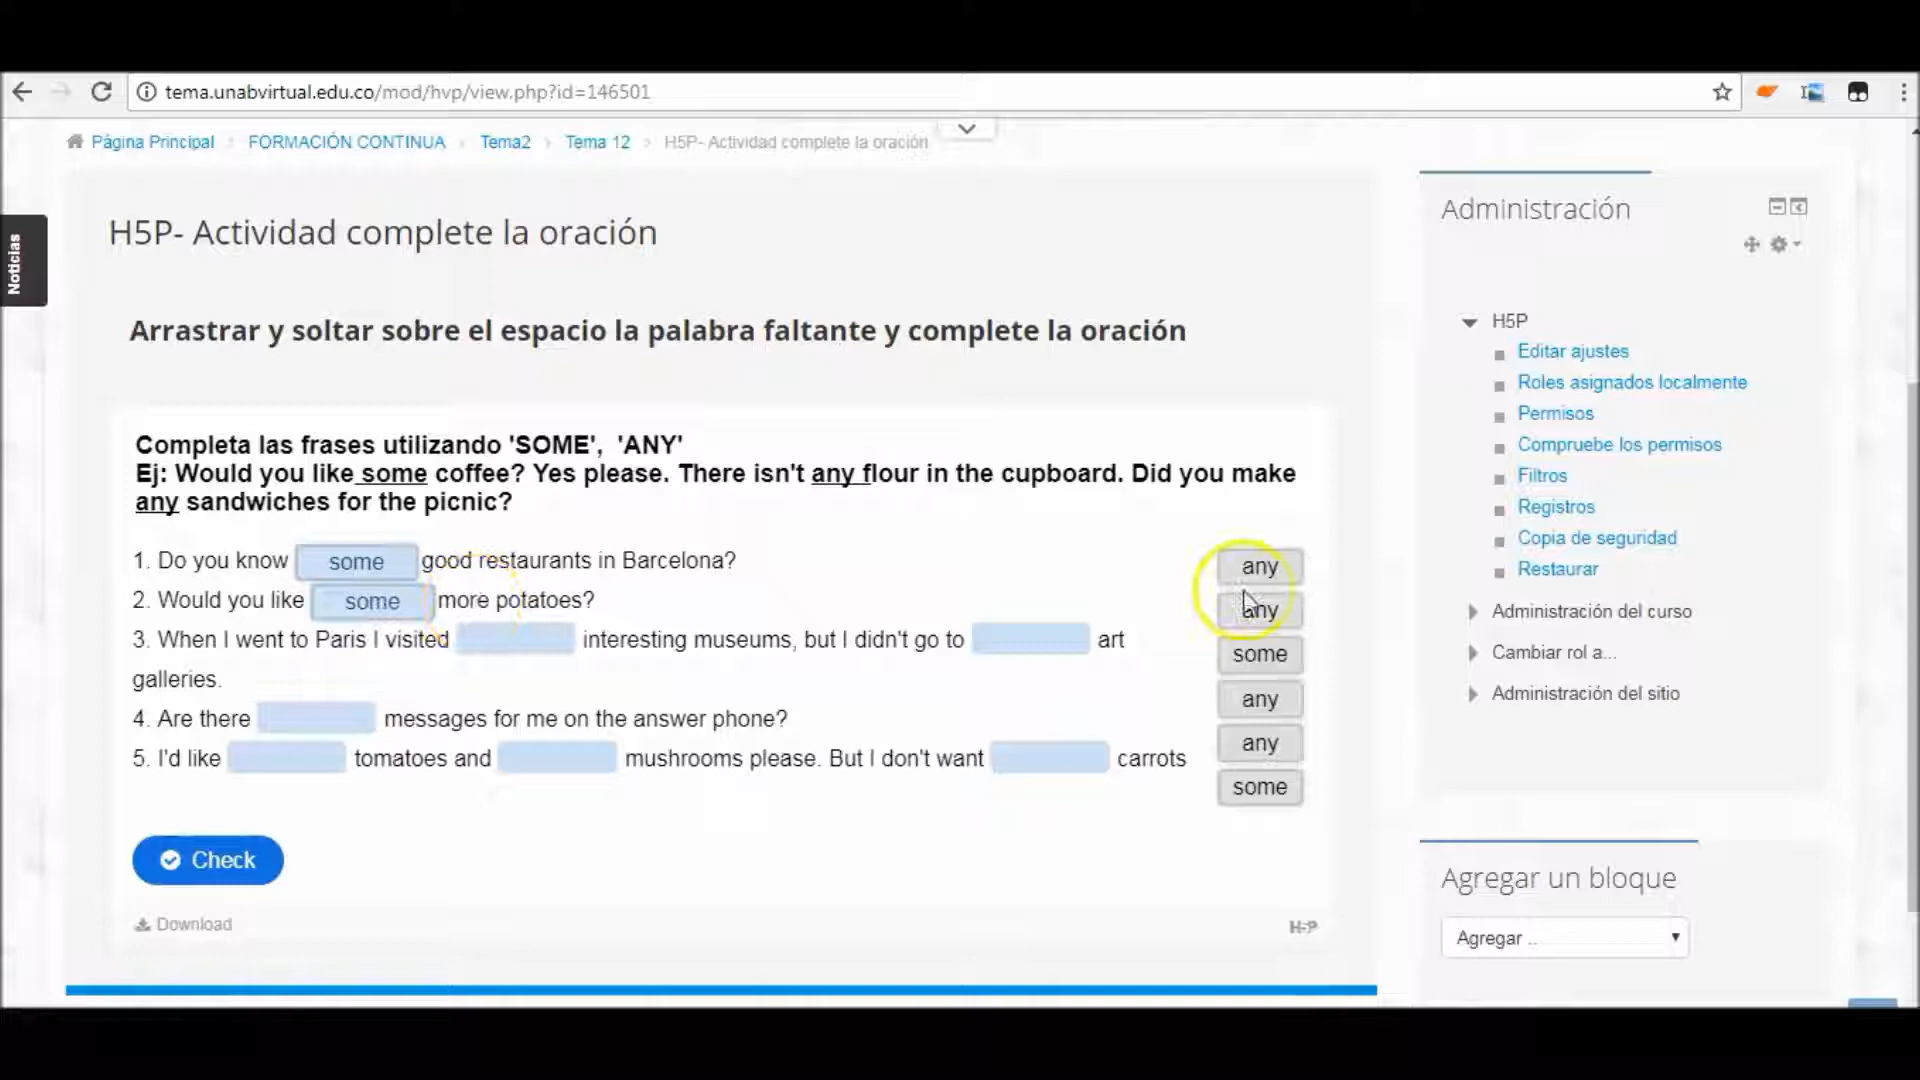 tema.unabvirtual.edu.co/mod/hvp/view.php?id=146501
Página Principal FORMACIÓN CONTINUA Tema2 Tema 12 H5P- Actividad complete la oración
Noticias
H5P- Actividad complete la oración
Arrastrar y soltar sobre el espacio la palabra faltante y complete la oración
Completa las frases utilizando 'SOME', 'ANY'
Ej: Would you like some coffee? Yes please. There isn't any flour in the cupboard. Did you make
any sandwiches for the picnic?
1. Do you know some good restaurants in Barcelona?
2. Would you like some more potatoes?
3. When I went to Paris I visited interesting museums, but I didn't go to art
galleries.
4. Are there messages for me on the answer phone?
5. I'd like tomatoes and mushrooms please. But I don't want carrots
any
any
some
any
any
some
Check
Download
H-P
Administración
H5P
Editar ajustes
Roles asignados localmente
Permisos
Compruebe los permisos
Filtros
Registros
Copia de seguridad
Restaurar
Administración del curso
Cambiar rol a...
Administración del sitio
Agregar un bloque
Agregar ..